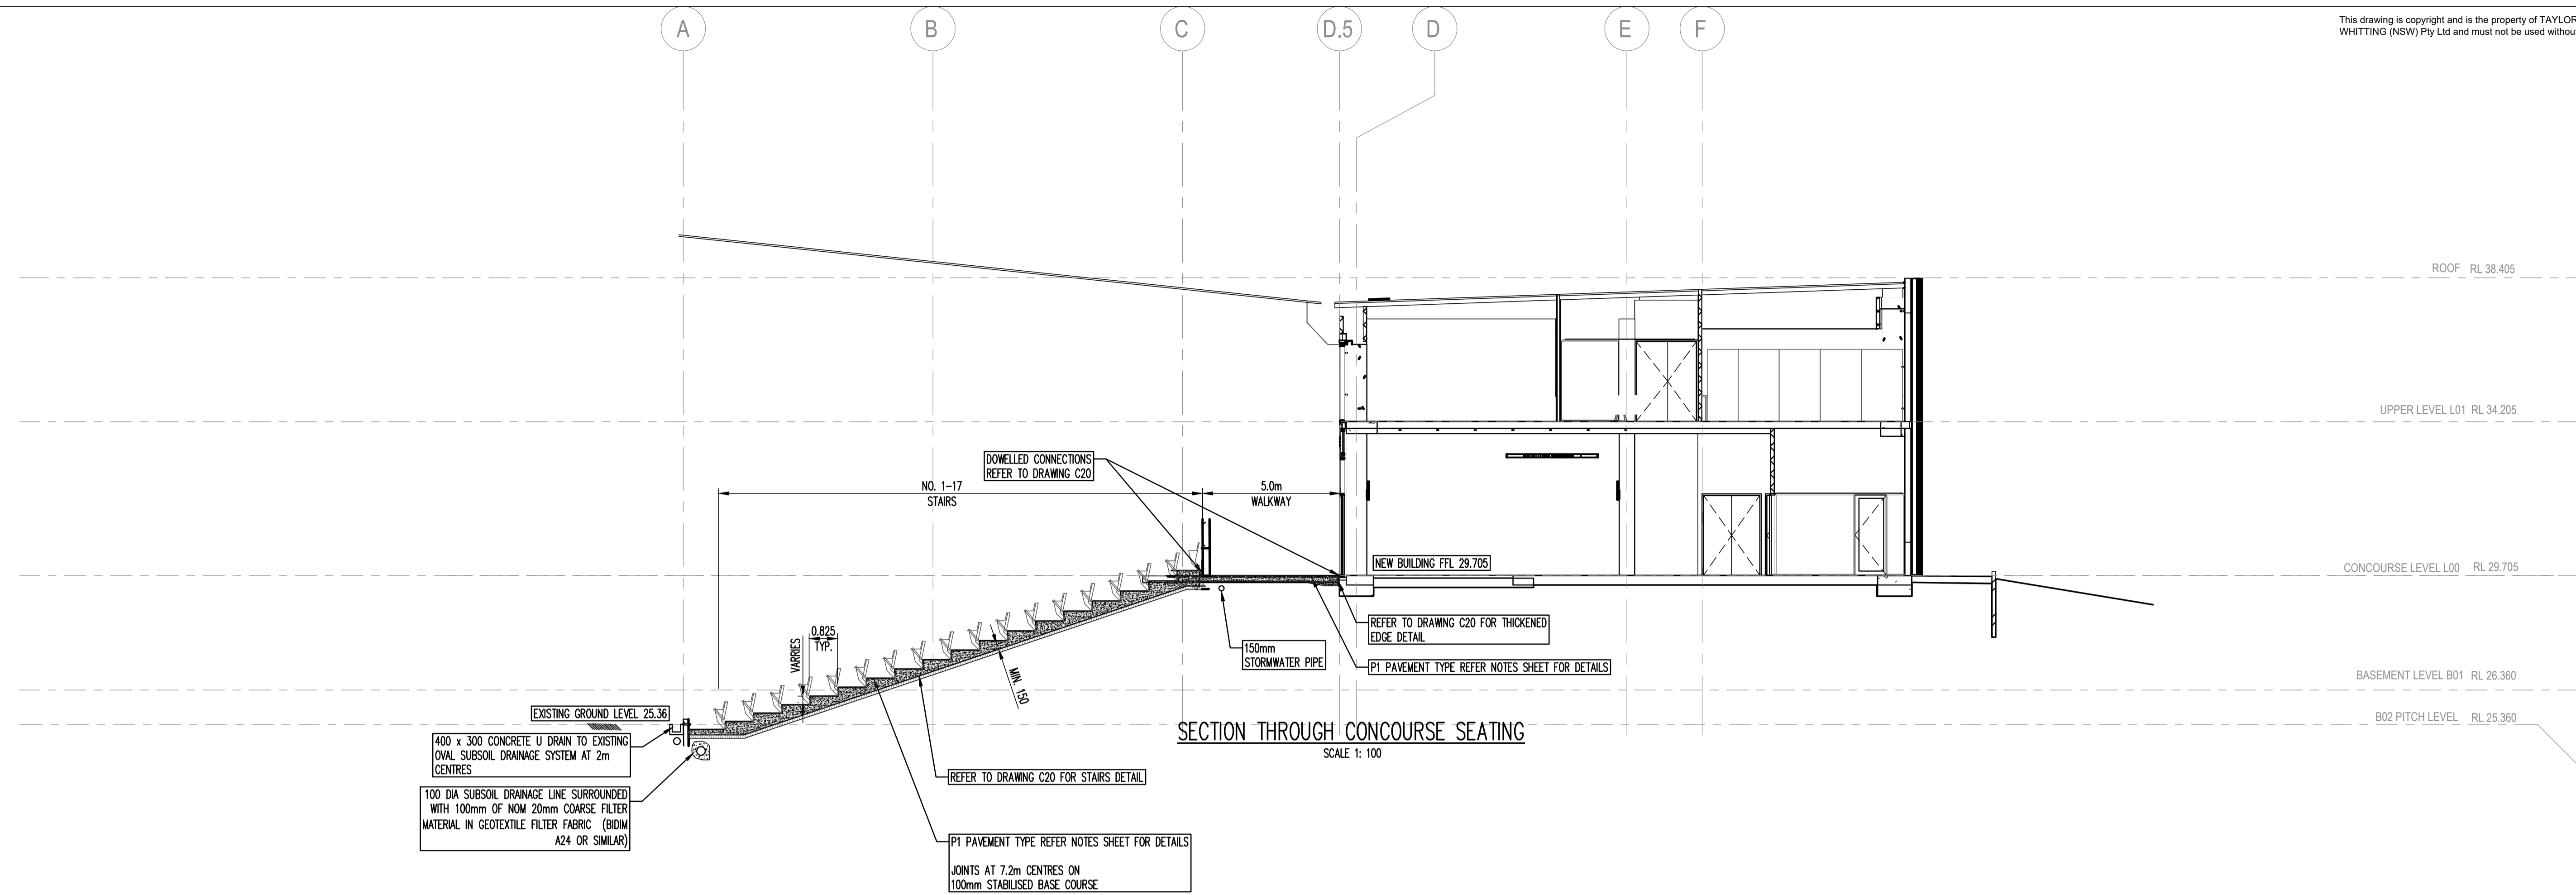 A
B
C
D.5
D
E
F
This drawing is copyright and is the property of TAYLOR
WHITTING (NSW) Pty Ltd and must not be used withou
ROOF RL 38.405
UPPER LEVEL L01 RL 34.205
DOWELLED CONNECTIONS
REFER TO DRAWING C20
NO. 1-17
STAIRS
5.0m
WALKWAY
NEW BUILDING FFL 29.705
CONCOURSE LEVEL L00 RL 29.705
0.825
TYP.
VARRIES
MIN. 150
150mm
STORMWATER PIPE
REFER TO DRAWING C20 FOR THICKENED
EDGE DETAIL
P1 PAVEMENT TYPE REFER NOTES SHEET FOR DETAILS
BASEMENT LEVEL B01 RL 26.360
EXISTING GROUND LEVEL 25.36
B02 PITCH LEVEL RL 25.360
SECTION THROUGH CONCOURSE SEATING
SCALE 1: 100
400 x 300 CONCRETE U DRAIN TO EXISTING
OVAL SUBSOIL DRAINAGE SYSTEM AT 2m
CENTRES
REFER TO DRAWING C20 FOR STAIRS DETAIL
100 DIA SUBSOIL DRAINAGE LINE SURROUNDED
WITH 100mm OF NOM 20mm COARSE FILTER
MATERIAL IN GEOTEXTILE FILTER FABRIC (BIDIM
A24 OR SIMILAR)
P1 PAVEMENT TYPE REFER NOTES SHEET FOR DETAILS
JOINTS AT 7.2m CENTRES ON
100mm STABILISED BASE COURSE